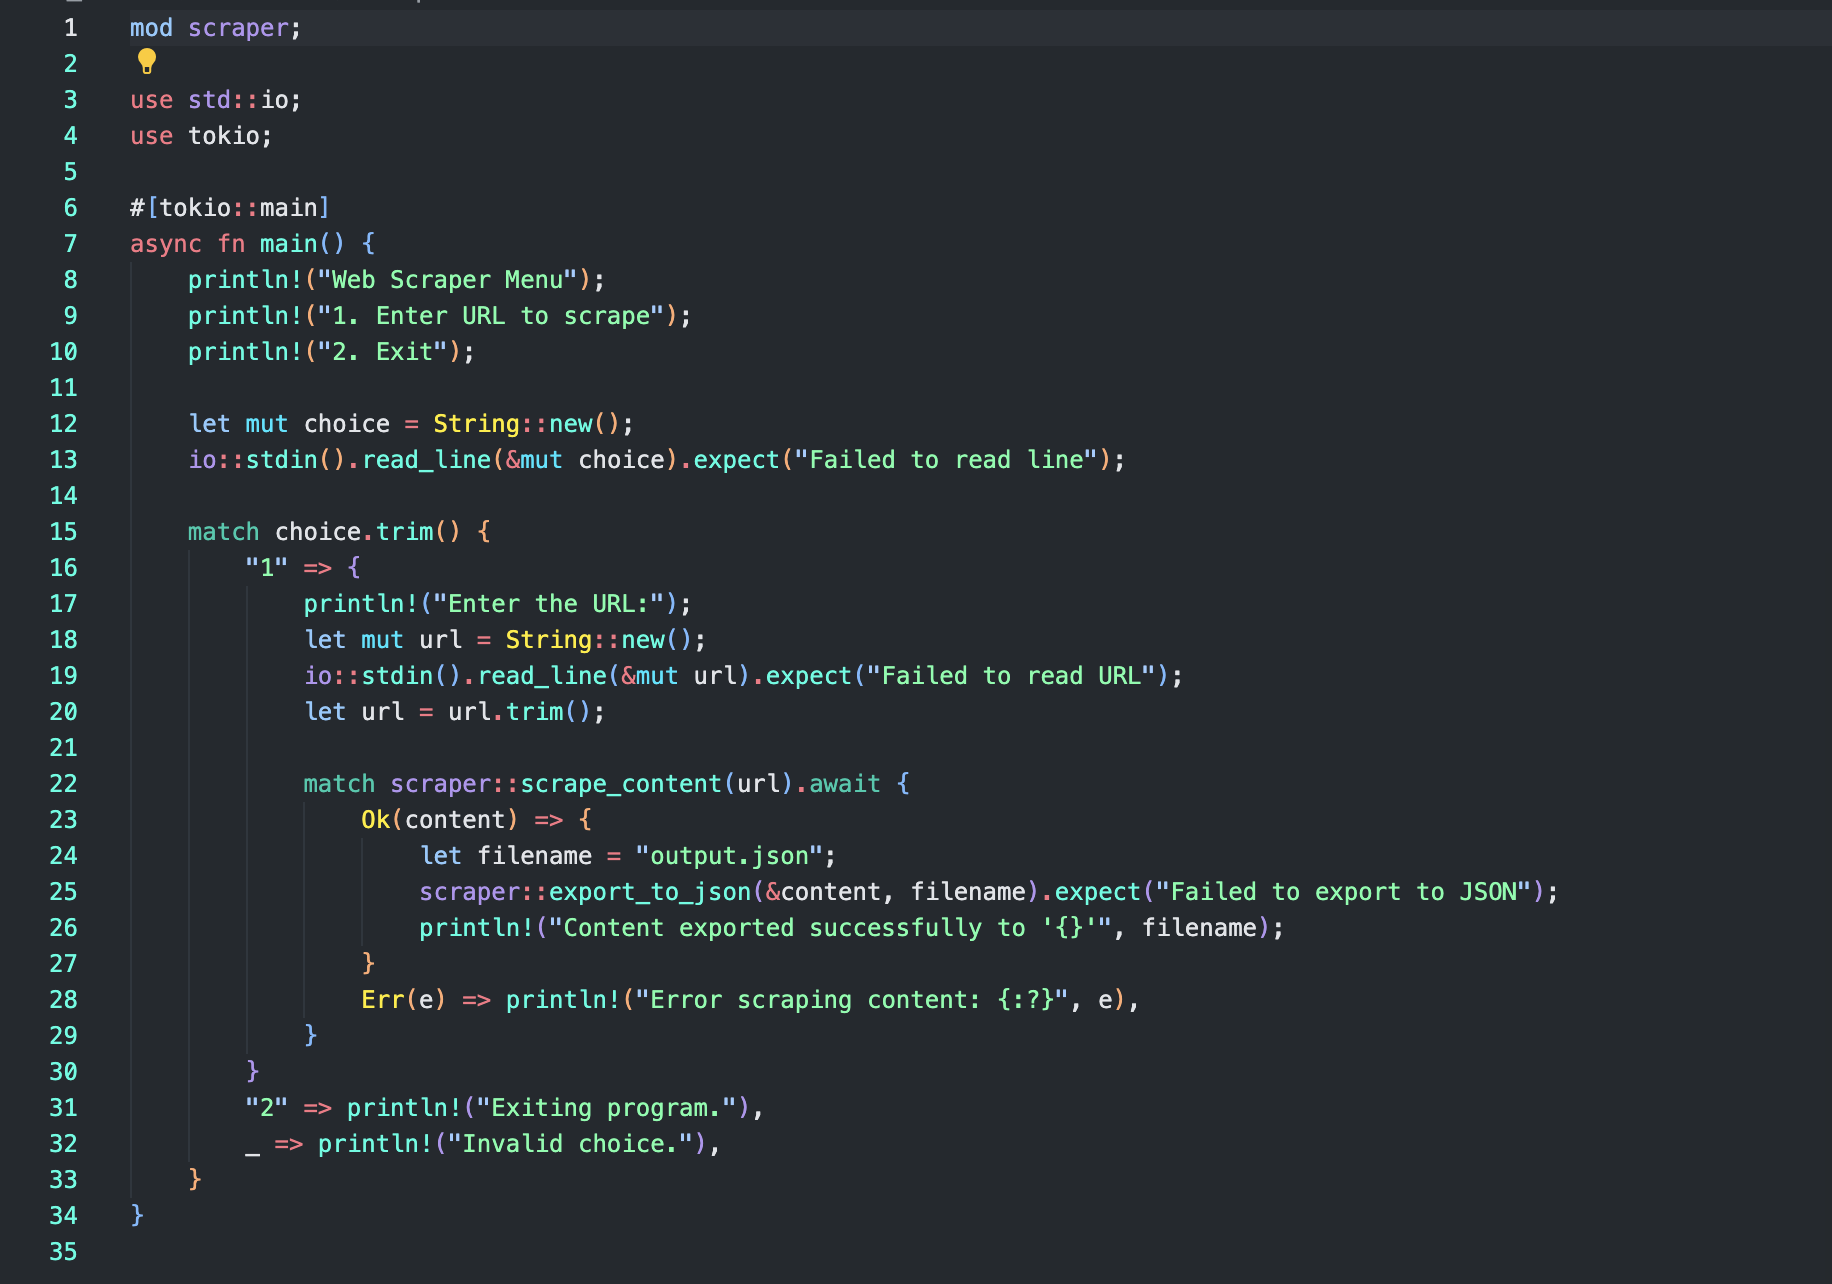 1 mod scraper;
2
3 use std::io;
4 use tokio;
5
6 #[tokio::main]
7 async fn main() {
8     println!("Web Scraper Menu");
9     println!("1. Enter URL to scrape");
10     println!("2. Exit");
11
12     let mut choice = String::new();
13     io::stdin().read_line(&mut choice).expect("Failed to read line");
14
15     match choice.trim() {
16         "1" => {
17             println!("Enter the URL:");
18             let mut url = String::new();
19             io::stdin().read_line(&mut url).expect("Failed to read URL");
20             let url = url.trim();
21
22             match scraper::scrape_content(url).await {
23                 Ok(content) => {
24                     let filename = "output.json";
25                     scraper::export_to_json(&content, filename).expect("Failed to export to JSON");
26                     println!("Content exported successfully to '{}'", filename);
27                 }
28                 Err(e) => println!("Error scraping content: {:?}", e),
29             }
30         }
31         "2" => println!("Exiting program."),
32         _ => println!("Invalid choice."),
33     }
34 }
35